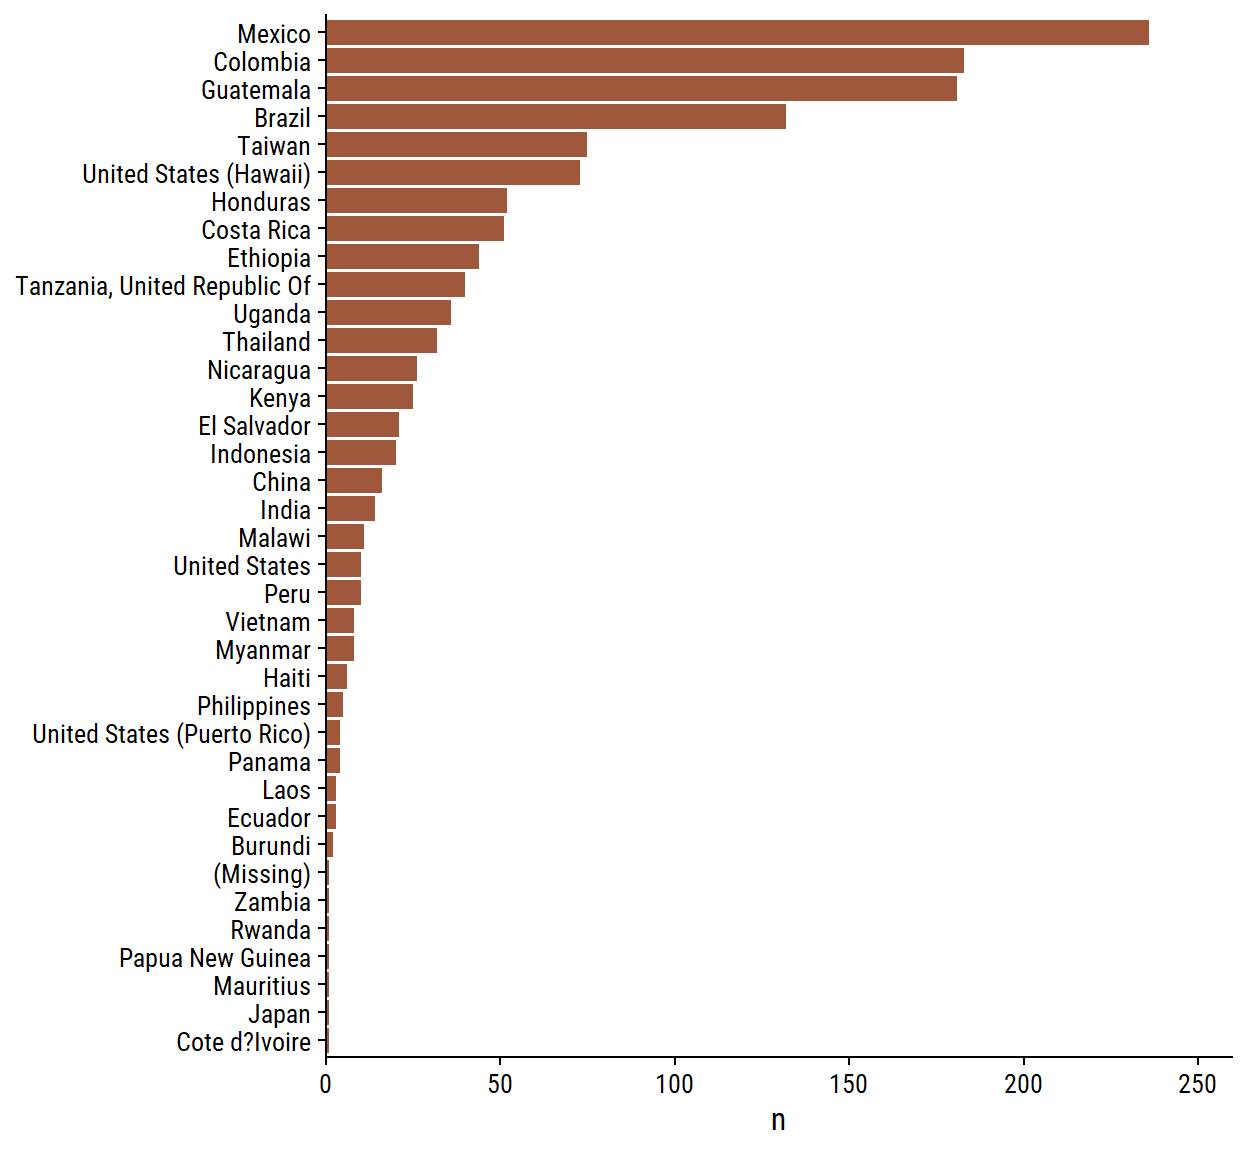 Mexico
Colombia
Guatemala
Brazil
Taiwan
United States (Hawaii)
Honduras
Costa Rica
Ethiopia
Tanzania, United Republic Of
Uganda
Thailand
Nicaragua
Kenya
El Salvador
Indonesia
China
India
Malawi
United States
Peru
Vietnam
Myanmar
Haiti
Philippines
United States (Puerto Rico)
Panama
Laos
Ecuador
Burundi
(Missing)
Zambia
Rwanda
Papua New Guinea
Mauritius
Japan
Cote d?Ivoire
0 50 100 150 200 250
n